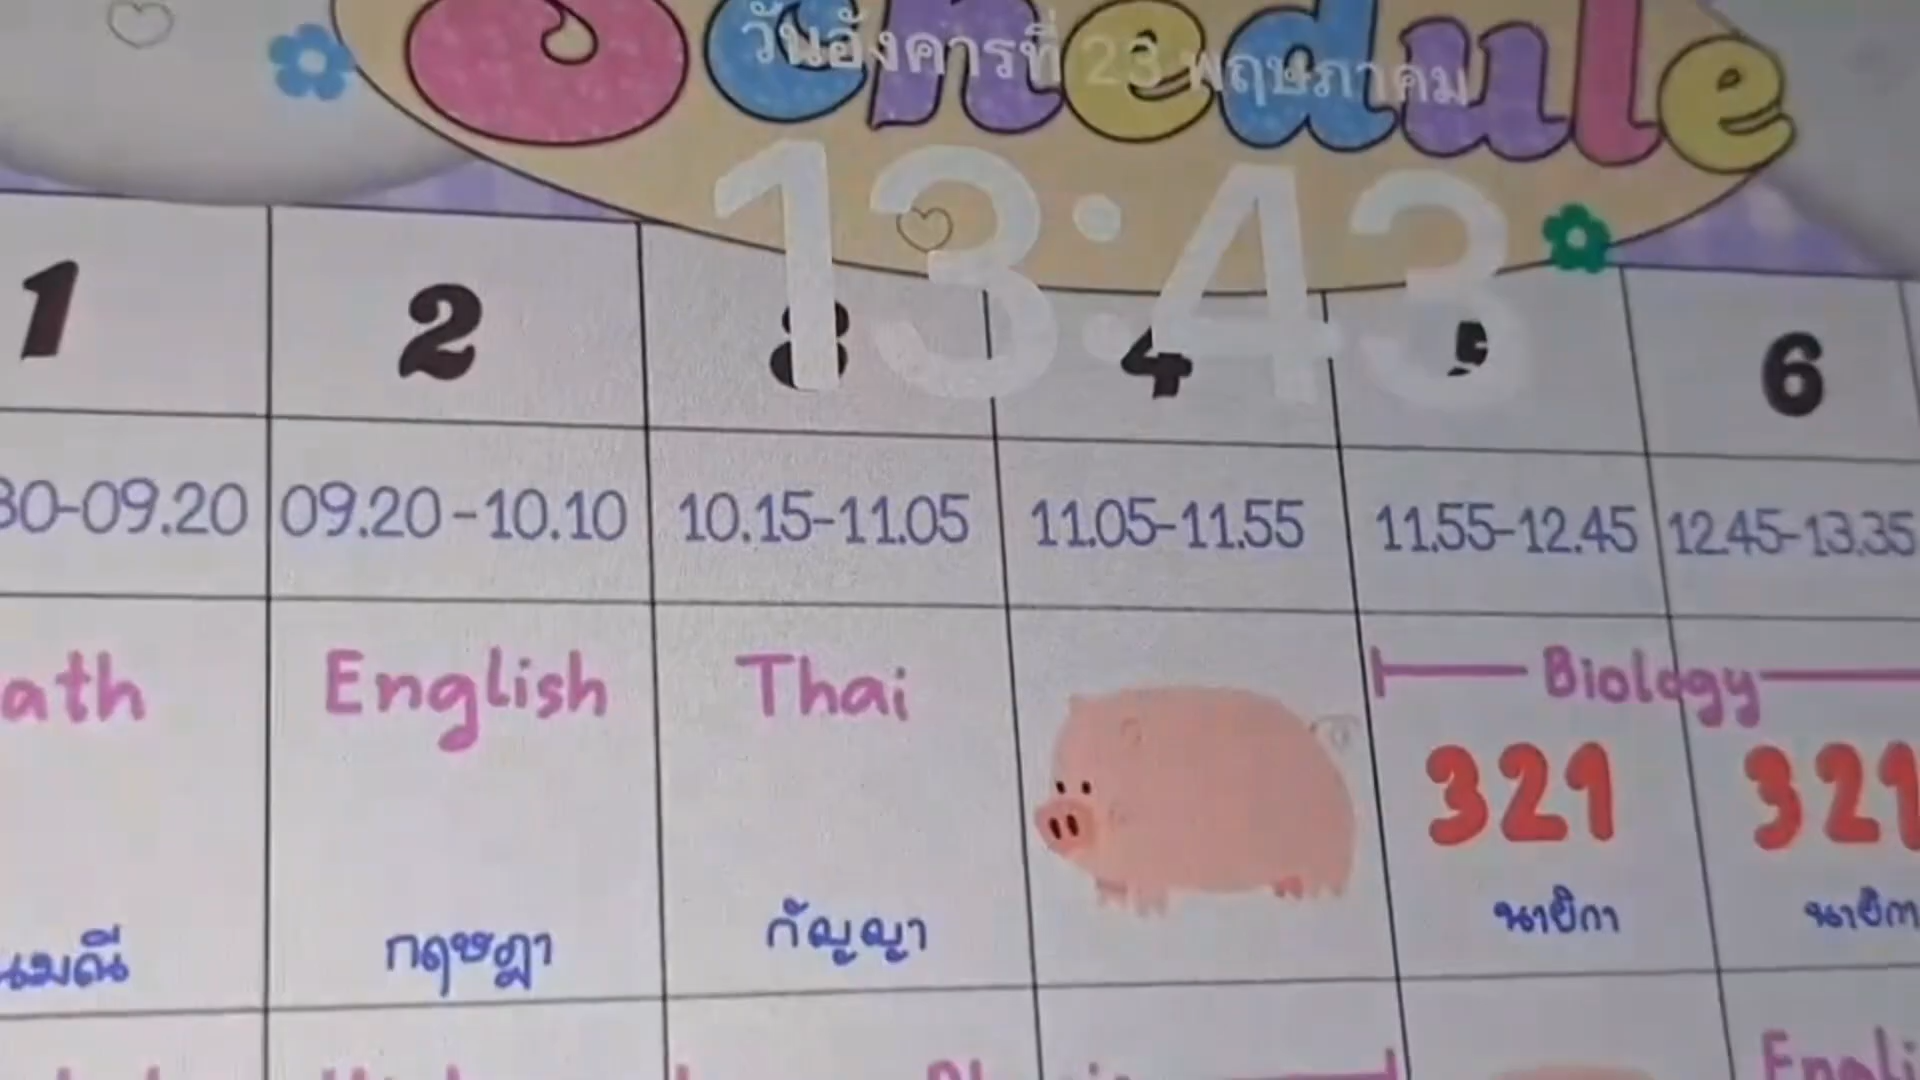 Schedule
วันอังคารที่ 23 พฤษภาคม
13:43
1 2 3 4 5 6
30-09.20 09.20-10.10 10.15-11.05 11.05-11.55 11.55-12.45 12.45-13.35
ath English Thai Biology
321 321
กฤษฎา กัญญา นายิกา
Engli